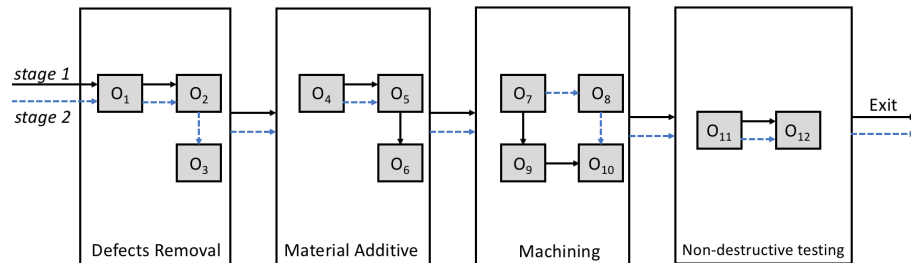 stage 1
stage 2
O1 O2
O3
Defects Removal
O4 O5
O6
Material Additive
O7 O8
O9 O10
Machining
O11 O12
Non-destructive testing
Exit